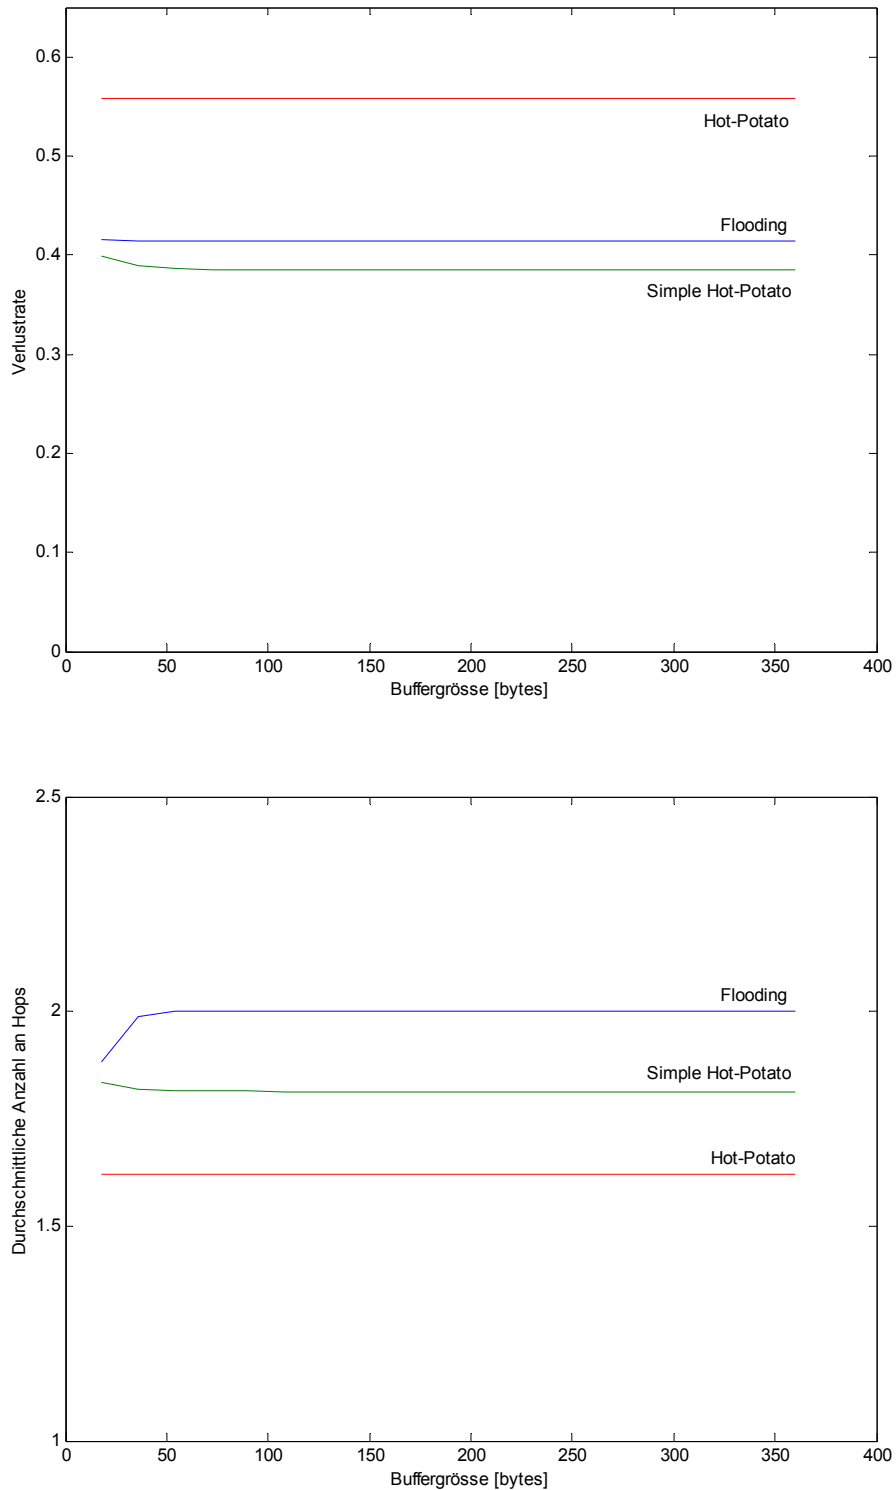 0.6
Hot-Potato
0.5
Flooding
0.4
Simple Hot-Potato
Verlustrate
0.3
0.2
0.1
0
0 50 100 150 200 250 300 350 400
Buffergrösse [bytes]
2.5
Flooding
2
Simple Hot-Potato
Durchschnittliche Anzahl an Hops
Hot-Potato
1.5
1
0 50 100 150 200 250 300 350 400
Buffergrösse [bytes]